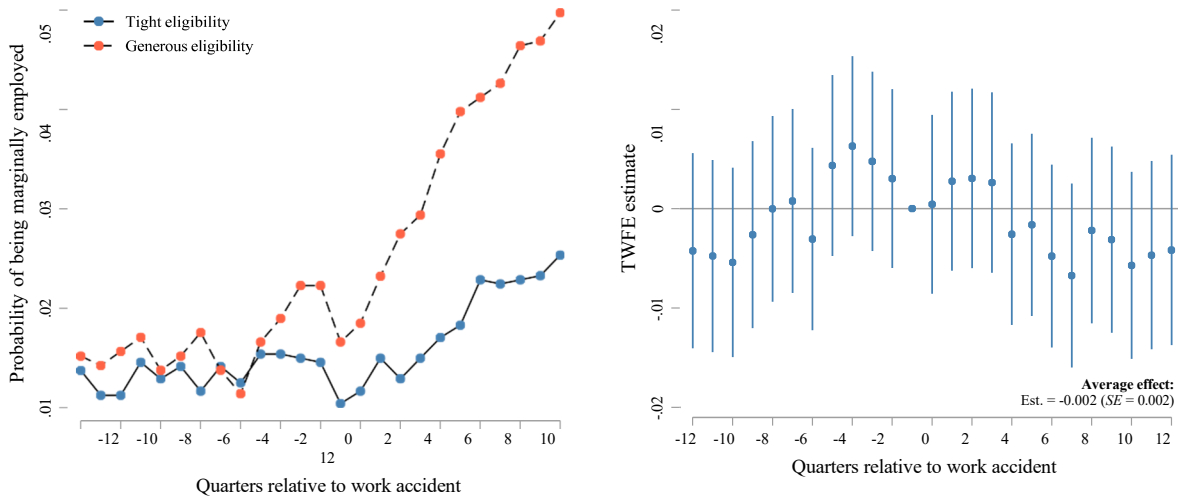 Tight eligibility
Generous eligibility
Probability of being marginally employed
.05
.04
.03
.02
.01
-12 -10 -8 -6 -4 -2 0 2 4 6 8 10
12
Quarters relative to work accident
TWFE estimate
.02
.01
0
-.01
-.02
Average effect:
Est. = -0.002 (SE = 0.002)
-12 -10 -8 -6 -4 -2 0 2 4 6 8 10 12
Quarters relative to work accident